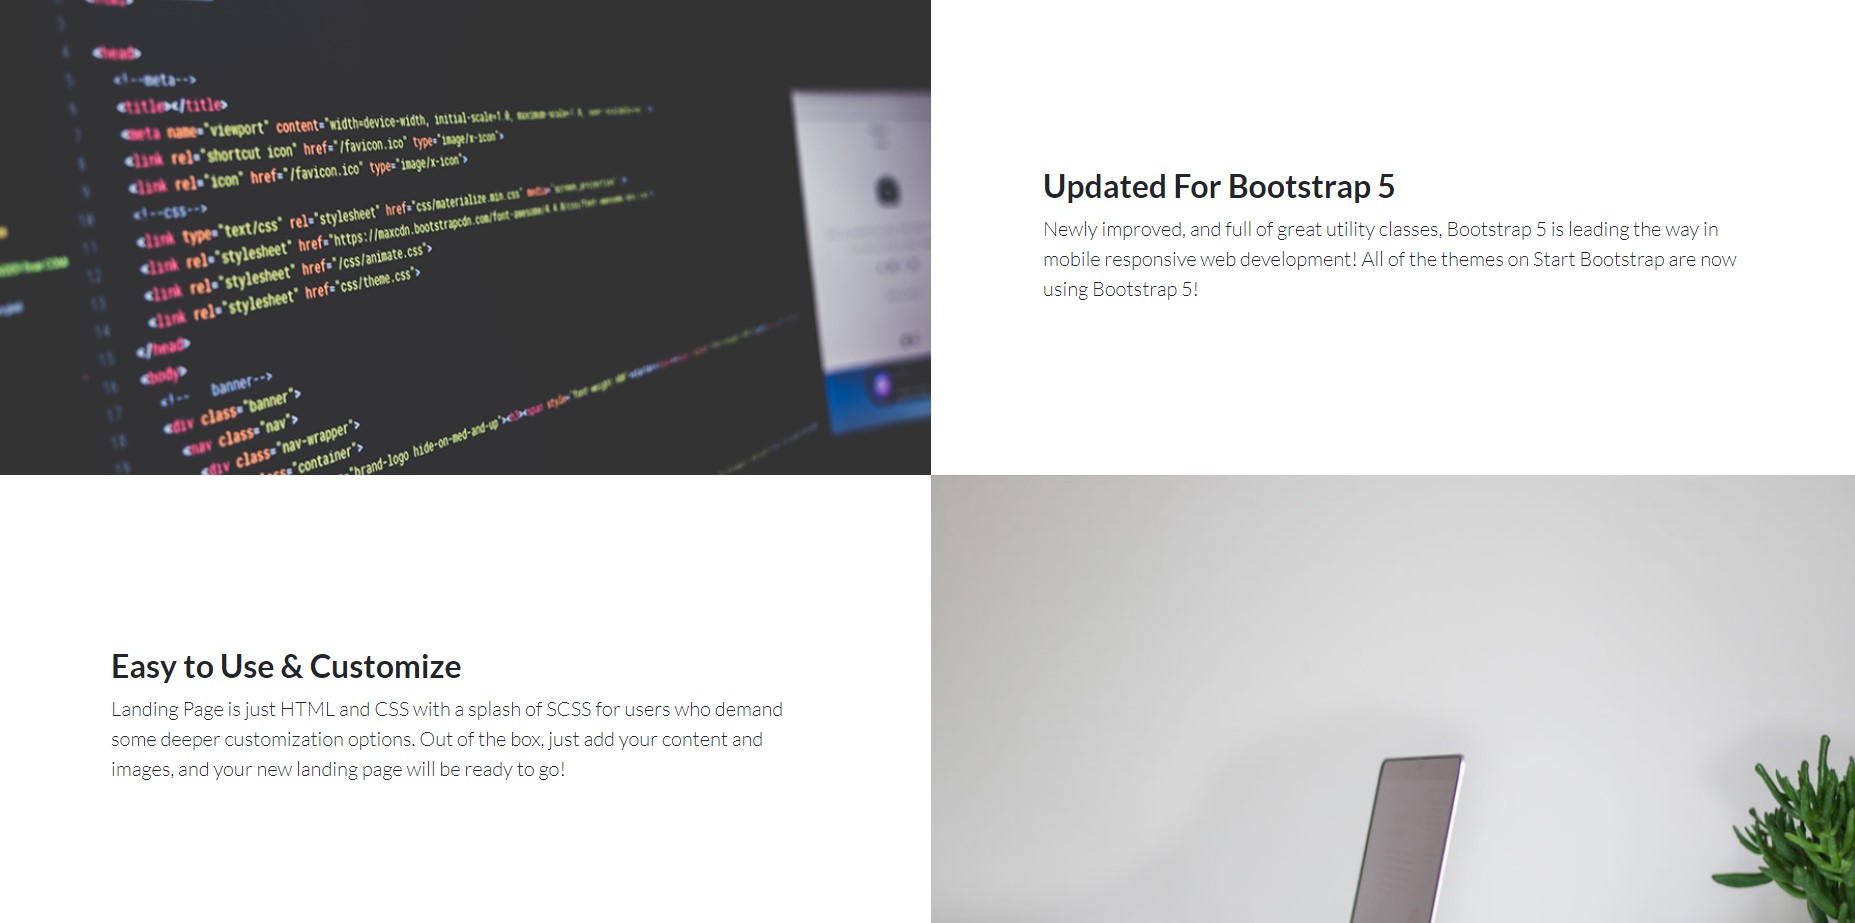 <head>
<!--meta-->
<title></title>
<meta name="viewport" content="width=device-width, initial-scale=1.0,
<link rel="shortcut icon" href="/favicon.ico" type="image/x-icon">
<link rel="icon" href="/favicon.ico" type="image/x-icon">
<!--css-->
<link type="text/css" rel="stylesheet" href="css/materialize.min.css"
<link rel="stylesheet" href="https://maxcdn.bootstrapcdn.com/font-awesome/4.
<link rel="stylesheet" href="/css/animate.css">
<link rel="stylesheet" href="css/theme.css">
</head>
<body>
<!-- banner-->
<div class="banner">
<nav class="nav">
<div class="nav-wrapper">
class="container">
"brand-logo hide-on-med-and-up"><h3><span style=
Updated For Bootstrap 5
Newly improved, and full of great utility classes, Bootstrap 5 is leading the way in
mobile responsive web development! All of the themes on Start Bootstrap are now
using Bootstrap 5!
Easy to Use & Customize
Landing Page is just HTML and CSS with a splash of SCSS for users who demand
some deeper customization options. Out of the box, just add your content and
images, and your new landing page will be ready to go!